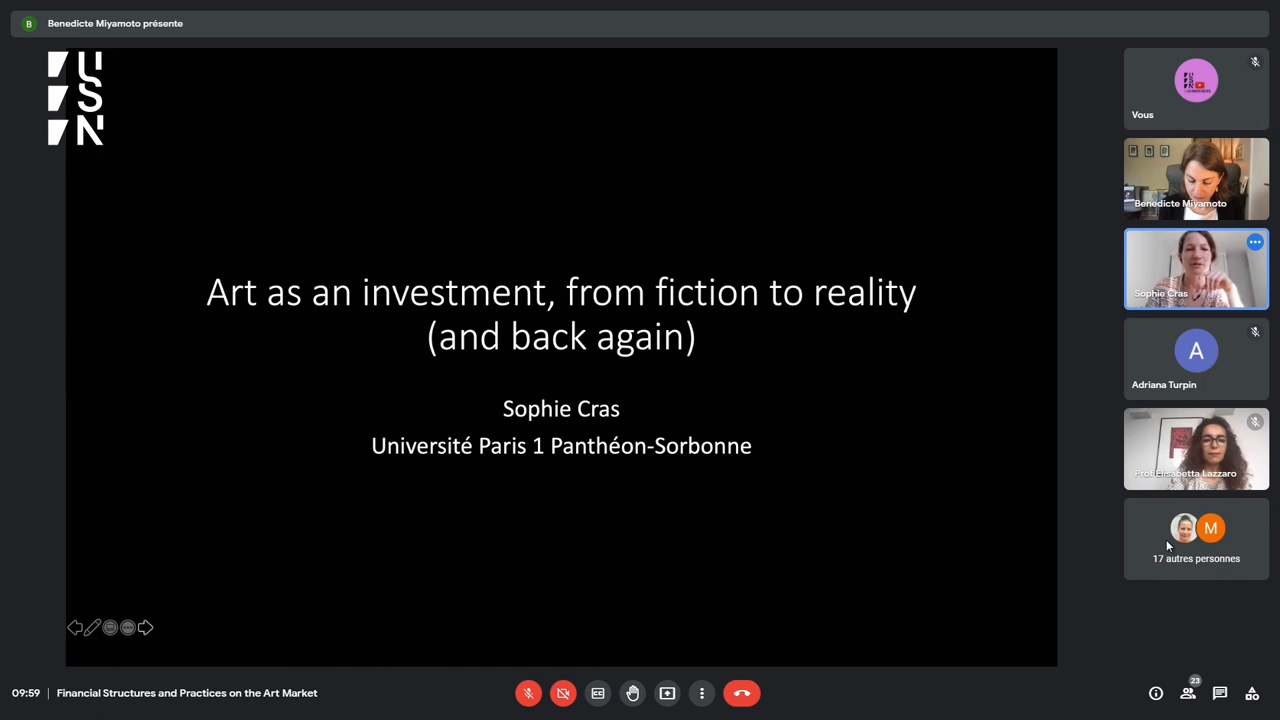 B Benedicte Miyamoto présente
USN
Art as an investment, from fiction to reality
(and back again)
Sophie Cras
Université Paris 1 Panthéon-Sorbonne
Vous
Benedicte Miyamoto
Sophie Cras
A
Adriana Turpin
Prof Elisabetta Lazzaro
M
17 autres personnes
09:59 | Financial Structures and Practices on the Art Market
CC
23